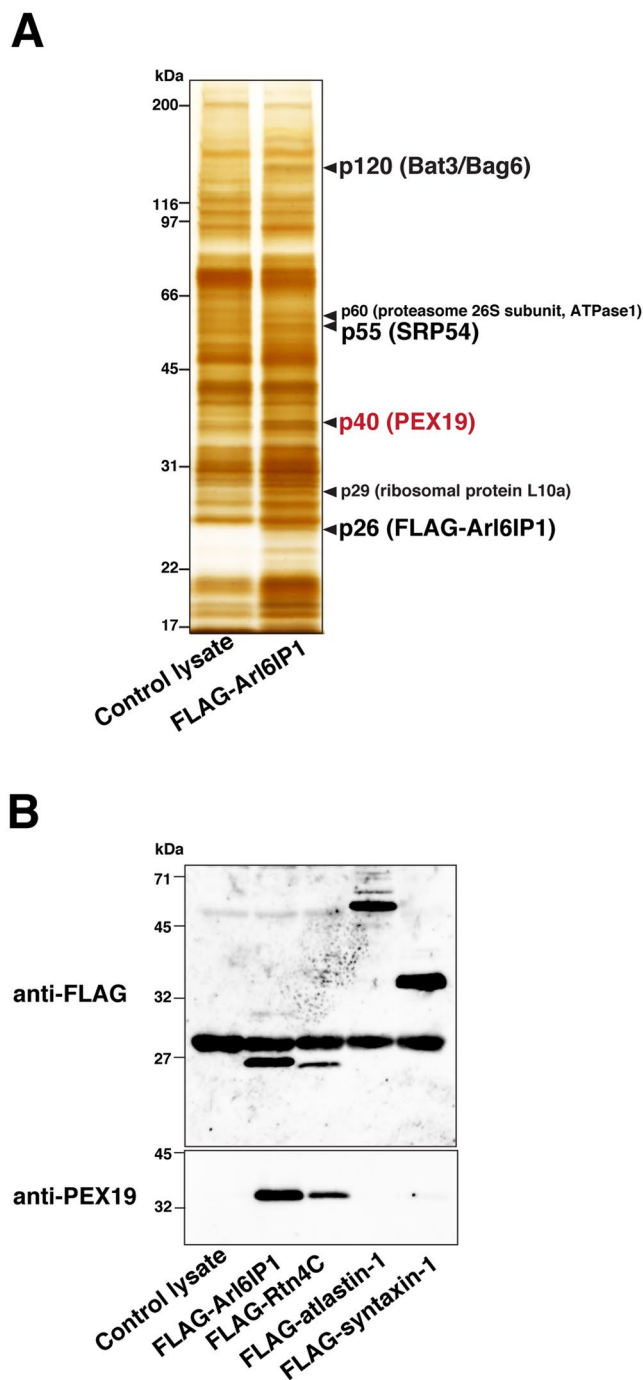 A
kDa
200
p120 (Bat3/Bag6)
116
97
66
p60 (proteasome 26S subunit, ATPase1)
p55 (SRP54)
45
p40 (PEX19)
31
p29 (ribosomal protein L10a)
p26 (FLAG-Arl6IP1)
22
17
Control lysate
FLAG-Arl6IP1
B
kDa
71
45
anti-FLAG
32
27
45
anti-PEX19
32
Control lysate
FLAG-Arl6IP1
FLAG-Rtn4C
FLAG-atlastin-1
FLAG-syntaxin-1